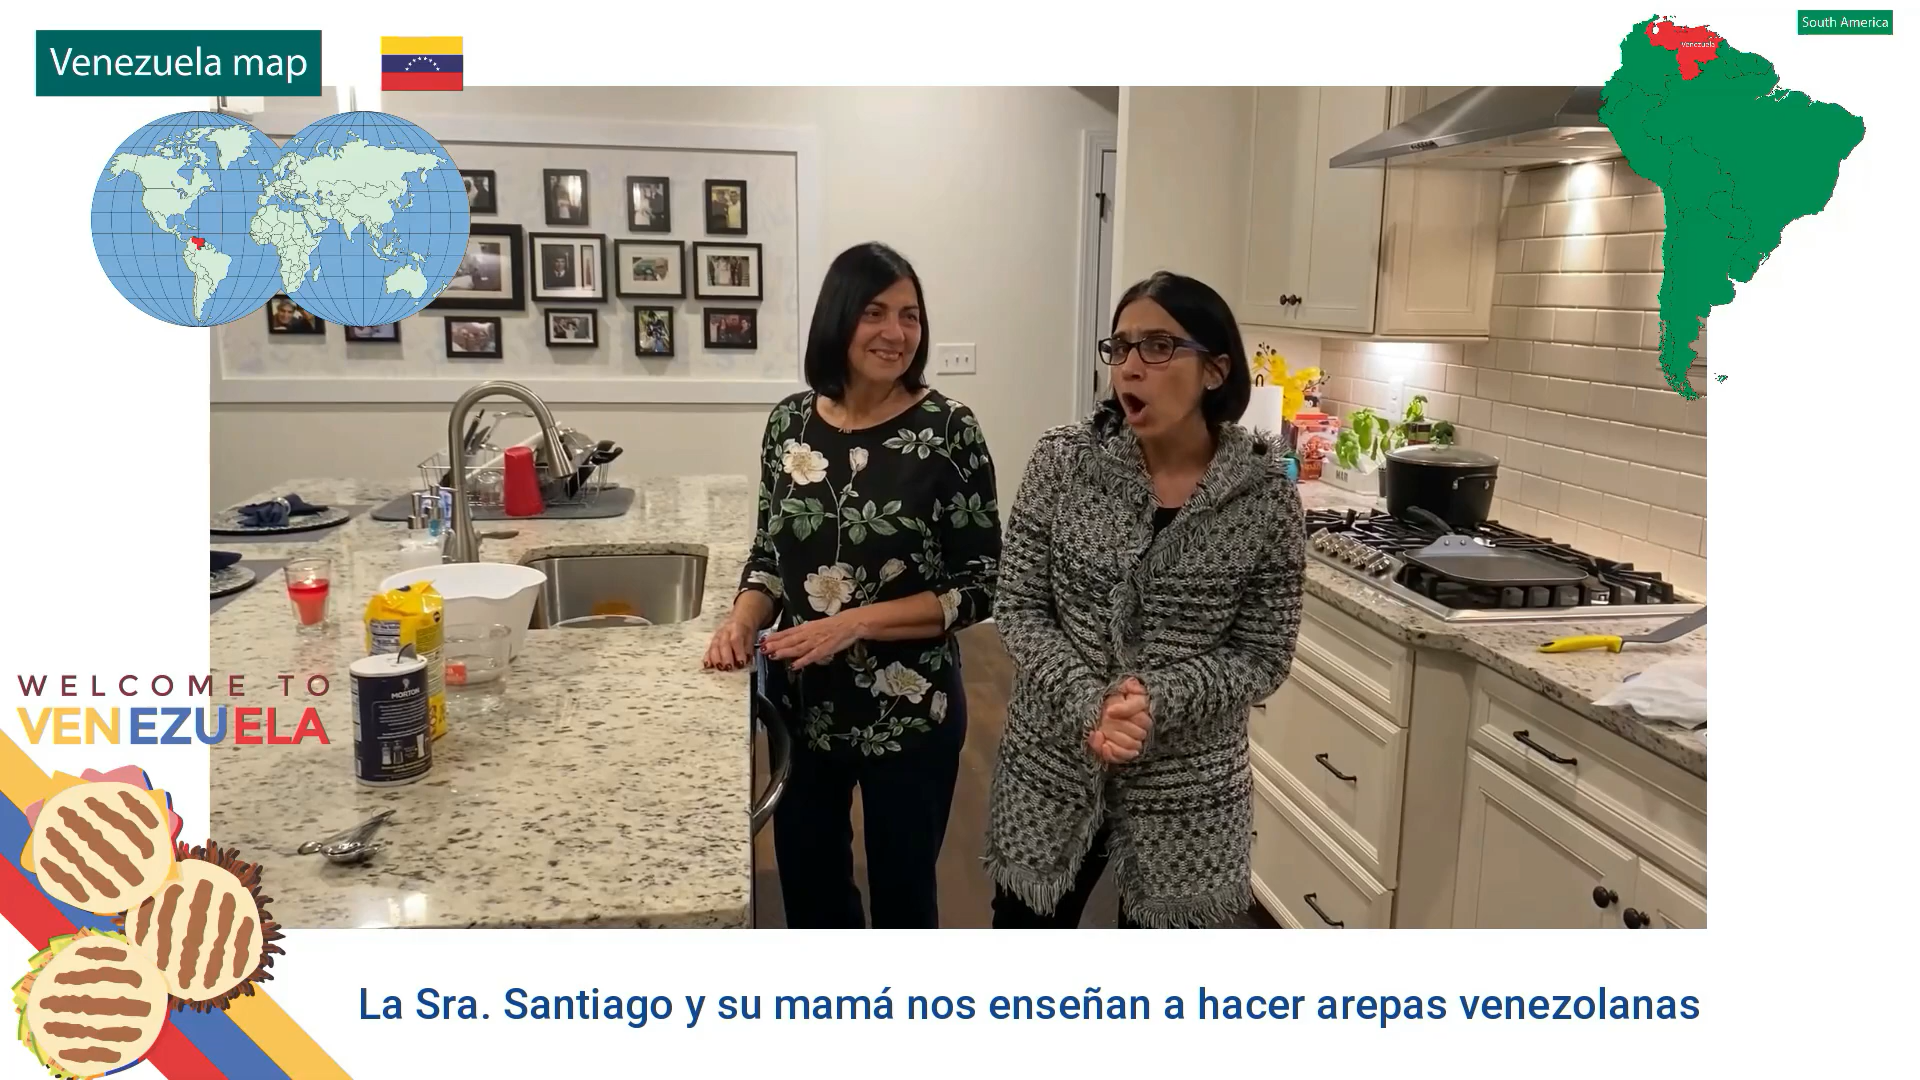 Venezuela map
South America
Venezuela
WELCOME TO
VENEZUELA
MORTON
La Sra. Santiago y su mamá nos enseñan a hacer arepas venezolanas